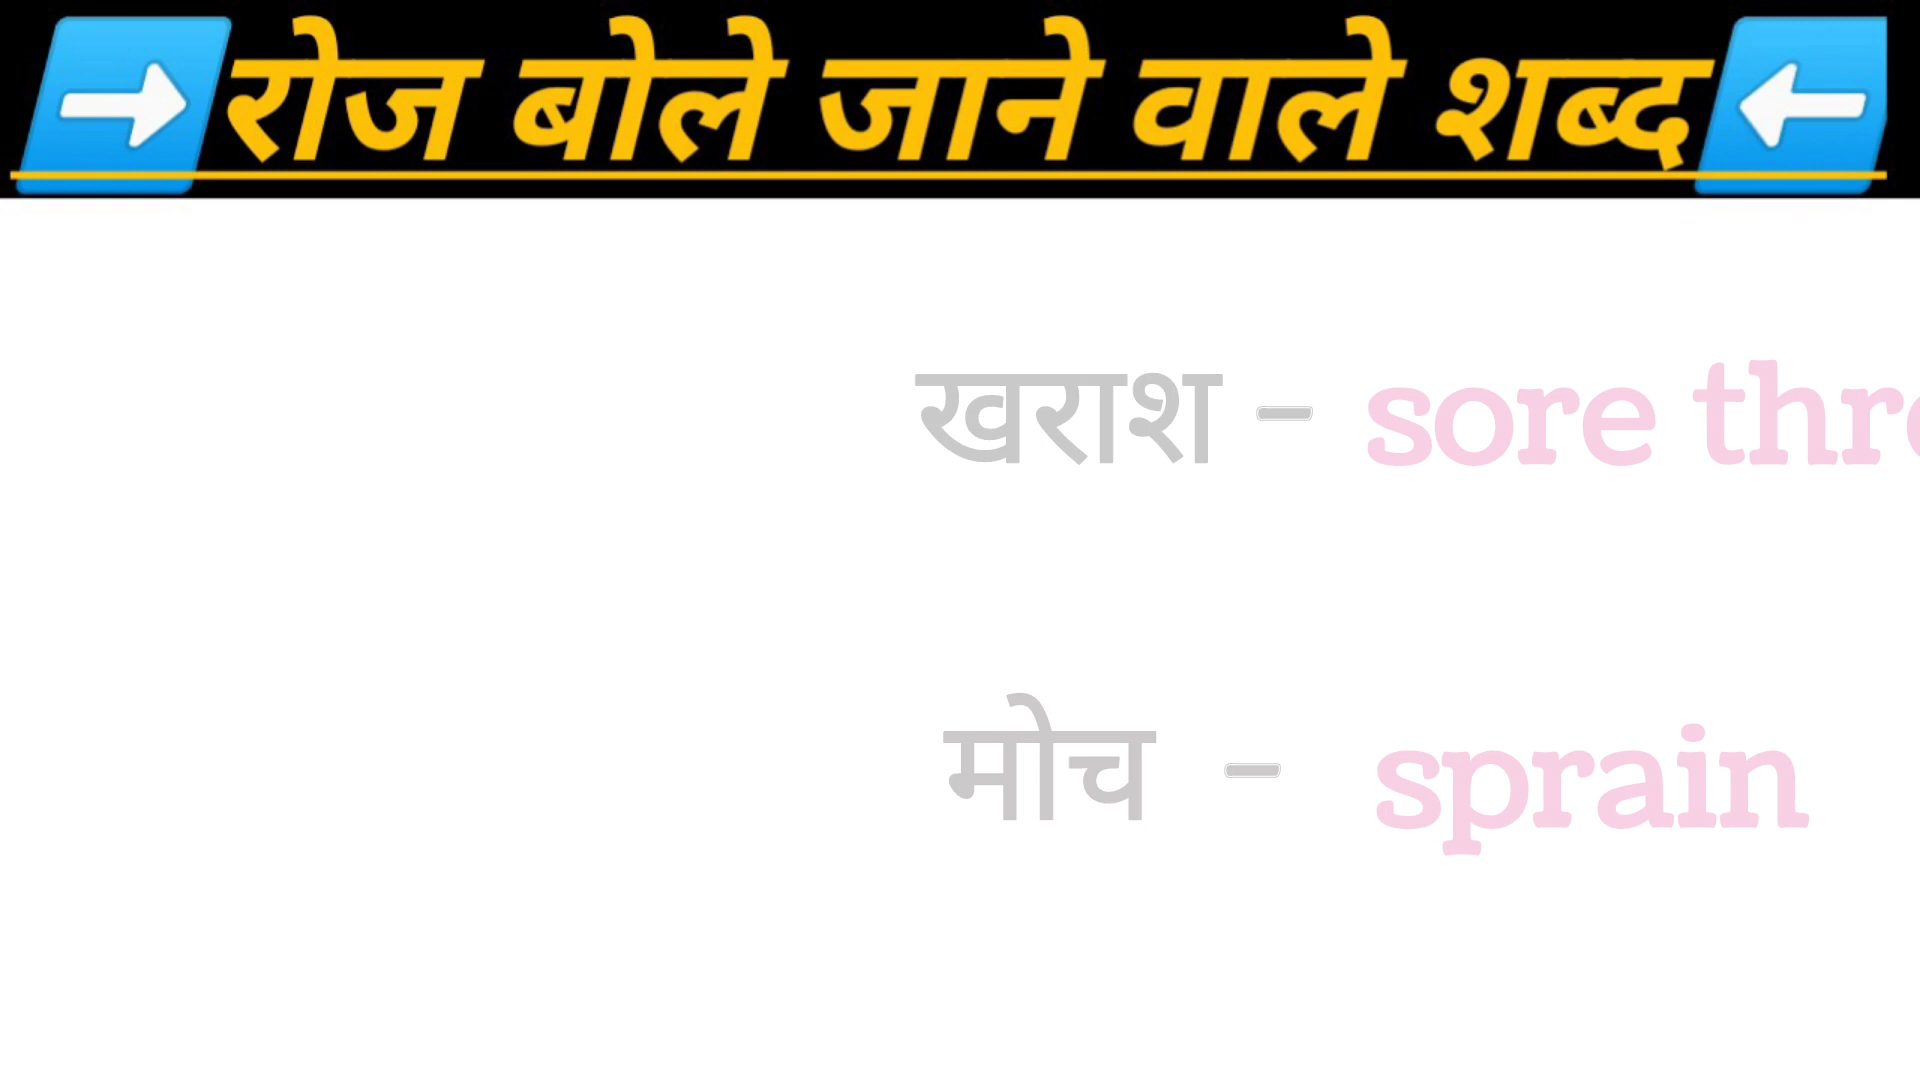 रोज बोले जाने वाले शब्द
खराश - sore
मोच - sprain